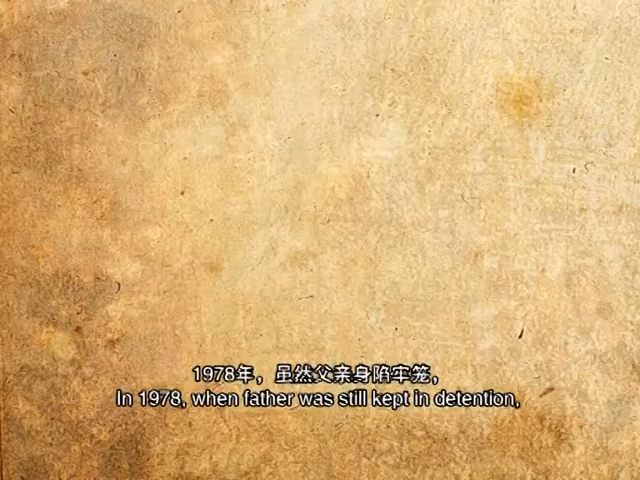 1978年，虽然父亲身陷牢笼，
In 1978, when father was still kept in detention,